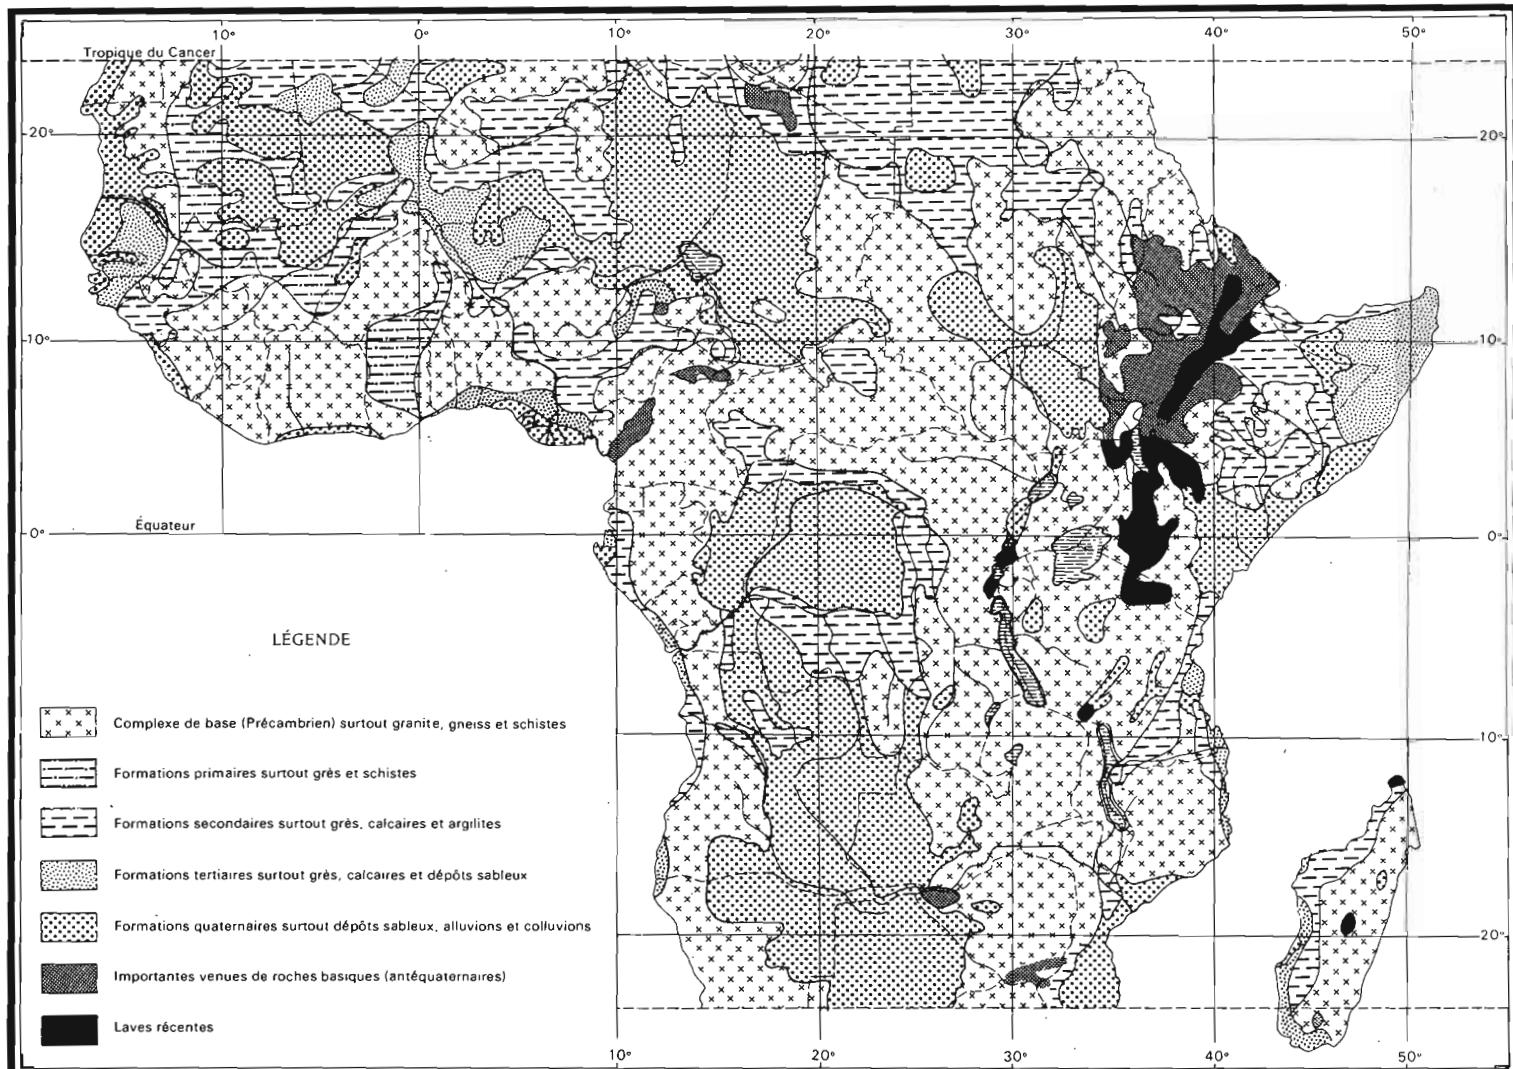 10° 0° 10° 20° 30° 40° 50°
Tropique du Cancer
20° 20°
10° 10°
Équateur
0° 0°
LÉGENDE
Complexe de base (Précambrien) surtout granite, gneiss et schistes
Formations primaires surtout grès et schistes
10°
Formations secondaires surtout grès, calcaires et argilites
Formations tertiaires surtout grès, calcaires et dépôts sableux
Formations quaternaires surtout dépôts sableux, alluvions et colluvions
20°
Importantes venues de roches basiques (antéquaternaires)
Laves récentes
10° 20° 30° 40° 50°